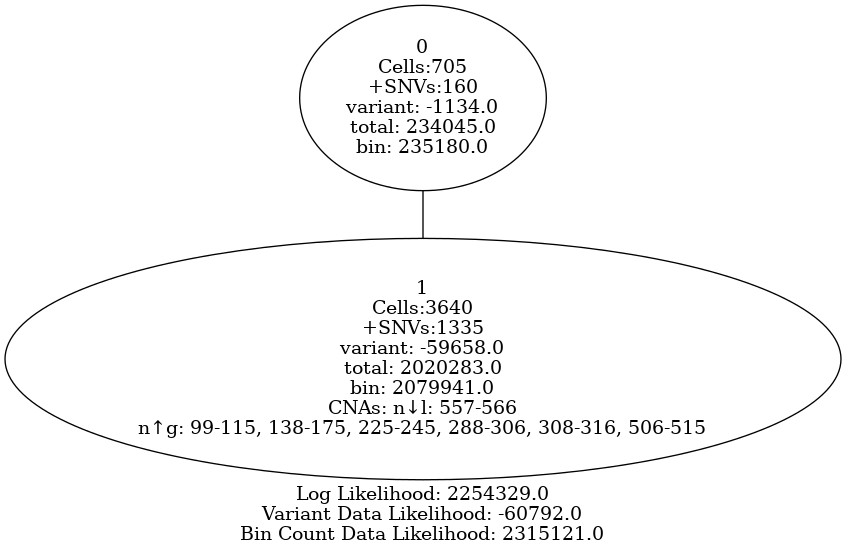 0
Cells:705
+SNVs:160
variant: -1134.0
total: 234045.0
bin: 235180.0
1
Cells:3640
+SNVs:1335
variant: -59658.0
total: 2020283.0
bin: 2079941.0
CNAs: n↓l: 557-566
n↑g: 99-115, 138-175, 225-245, 288-306, 308-316, 506-515
Log Likelihood: 2254329.0
Variant Data Likelihood: -60792.0
Bin Count Data Likelihood: 2315121.0